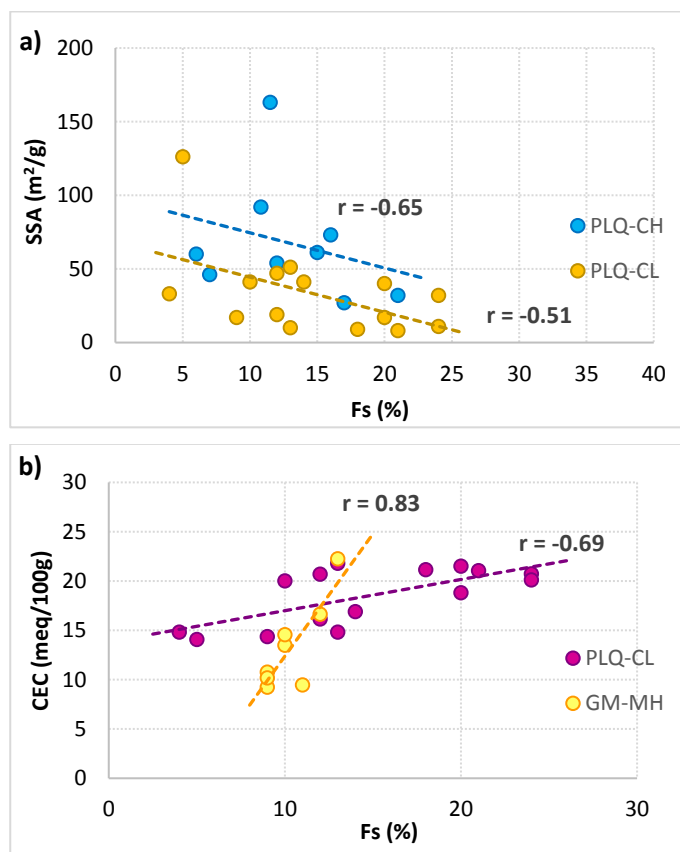 a)
200
150
100
50
0
SSA (m²/g)
r = -0.65
PLQ-CH
PLQ-CL
r = -0.51
0 5 10 15 20 25 30 35 40
Fs (%)
b)
30
25
20
15
10
5
0
CEC (meq/100g)
r = 0.83
r = -0.69
PLQ-CL
GM-MH
0 10 20 30
Fs (%)